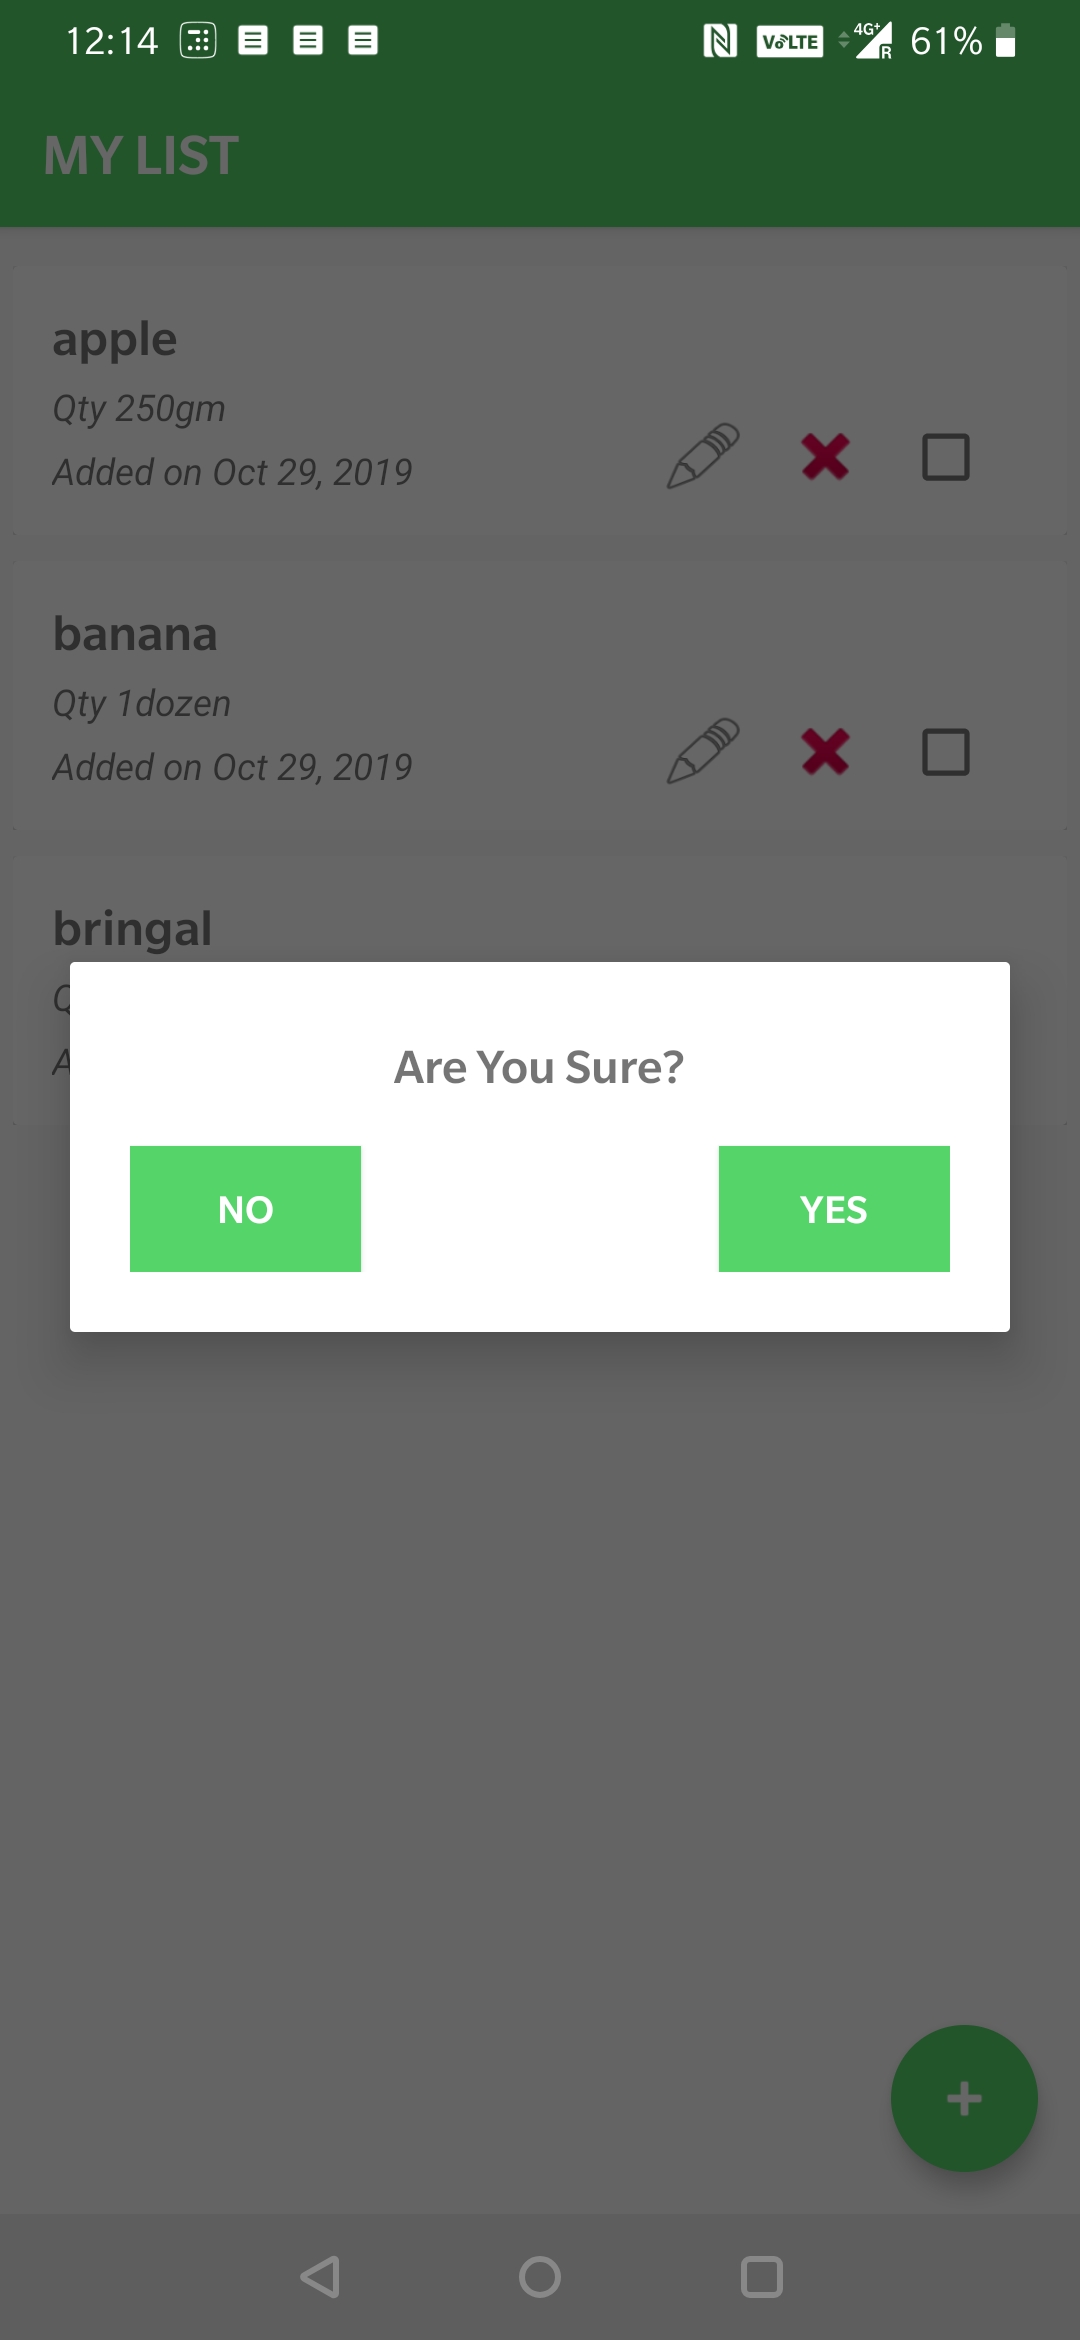 12:14
VoLTE 4G+ R 61%
MY LIST
apple
Qty 250gm
Added on Oct 29, 2019
banana
Qty 1dozen
Added on Oct 29, 2019
bringal
Are You Sure?
NO YES